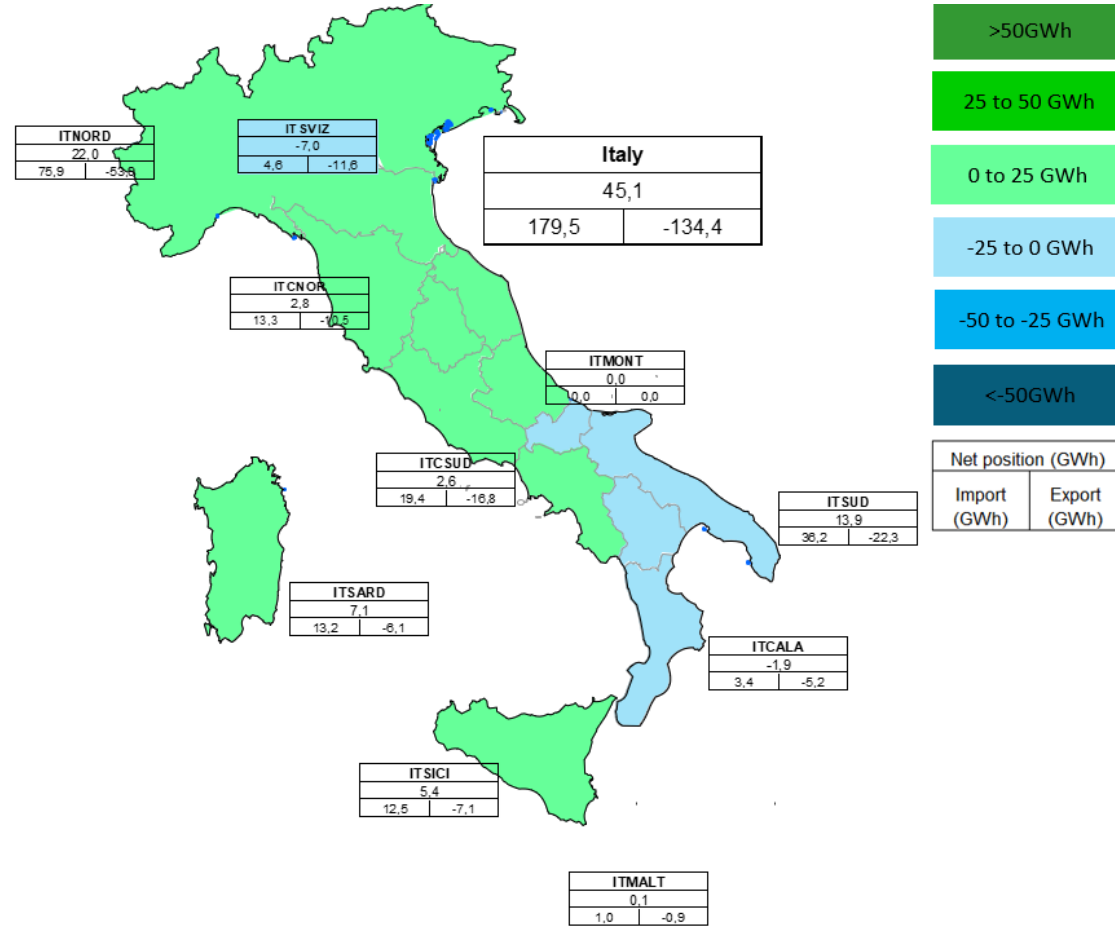 >50GWh
25 to 50 GWh
0 to 25 GWh
-25 to 0 GWh
-50 to -25 GWh
<-50GWh
Net position (GWh)
Import (GWh) Export (GWh)
ITNORD
22,0
75,9 -53,9
ITSVIZ
-7,0
4,6 -11,6
Italy
45,1
179,5 -134,4
ITCNOR
2,8
13,3 -10,5
ITMONT
0,0
0,0 0,0
ITCSUD
2,6
19,4 -16,8
ITSUD
13,9
36,2 -22,3
ITSARD
7,1
13,2 -6,1
ITCALA
-1,9
3,4 -5,2
ITSICI
5,4
12,5 -7,1
ITMALT
0,1
1,0 -0,9